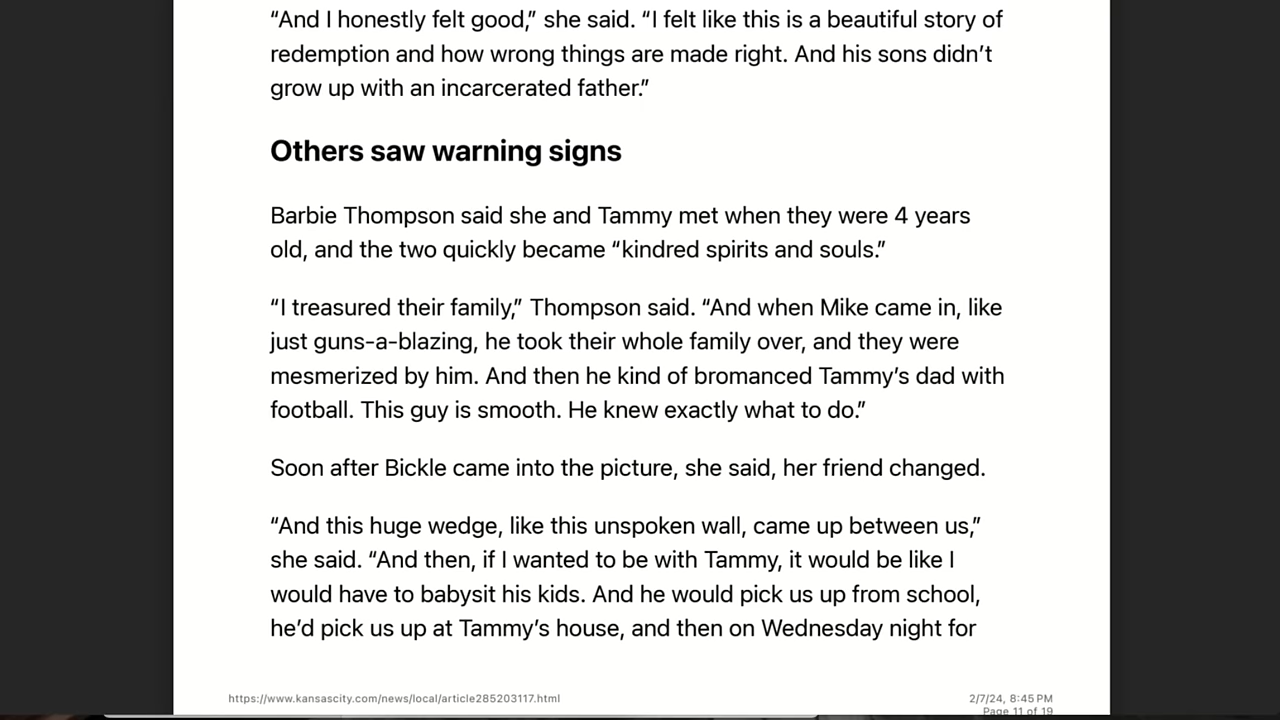 “And I honestly felt good,” she said. “I felt like this is a beautiful story of
redemption and how wrong things are made right. And his sons didn’t
grow up with an incarcerated father.”
Others saw warning signs
Barbie Thompson said she and Tammy met when they were 4 years
old, and the two quickly became “kindred spirits and souls.”
“I treasured their family,” Thompson said. “And when Mike came in, like
just guns-a-blazing, he took their whole family over, and they were
mesmerized by him. And then he kind of bromanced Tammy’s dad with
football. This guy is smooth. He knew exactly what to do.”
Soon after Bickle came into the picture, she said, her friend changed.
“And this huge wedge, like this unspoken wall, came up between us,”
she said. “And then, if I wanted to be with Tammy, it would be like I
would have to babysit his kids. And he would pick us up from school,
he’d pick us up at Tammy’s house, and then on Wednesday night for
https://www.kansascity.com/news/local/article285203117.html
2/7/24, 8:45 PM
Page 11 of 19